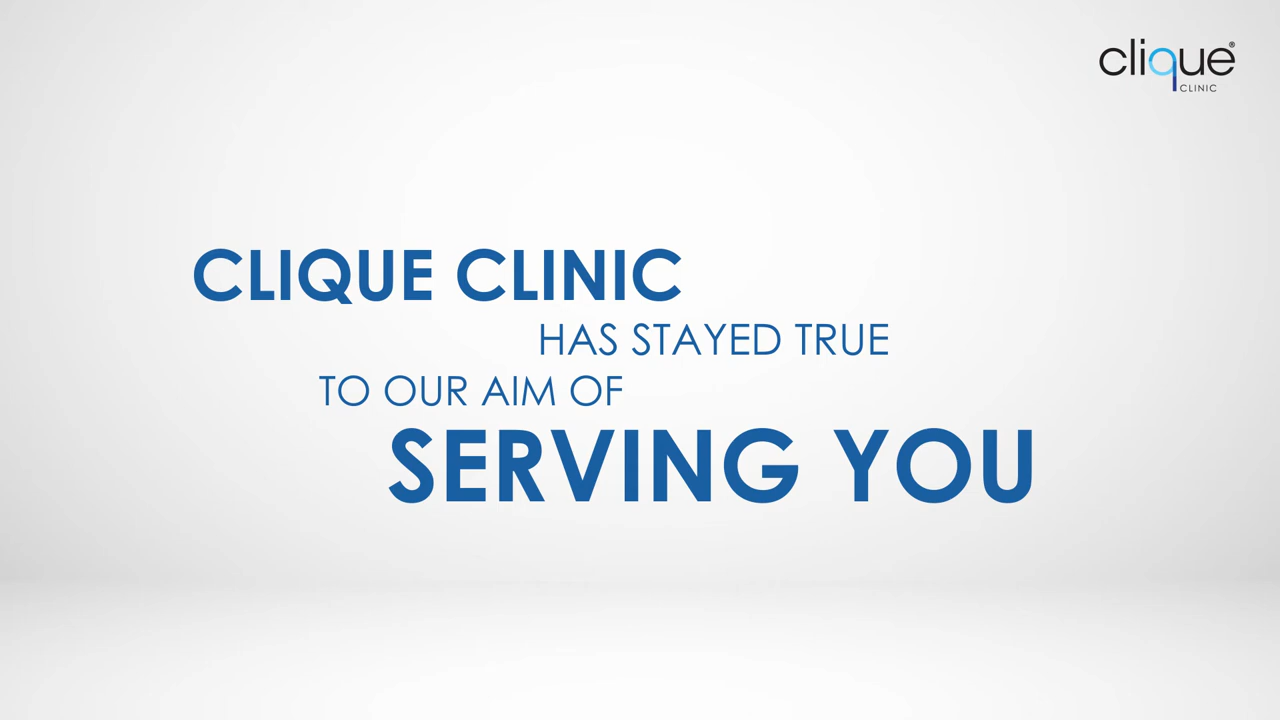 clique®
CLINIC
CLIQUE CLINIC
HAS STAYED TRUE
TO OUR AIM OF
SERVING YOU